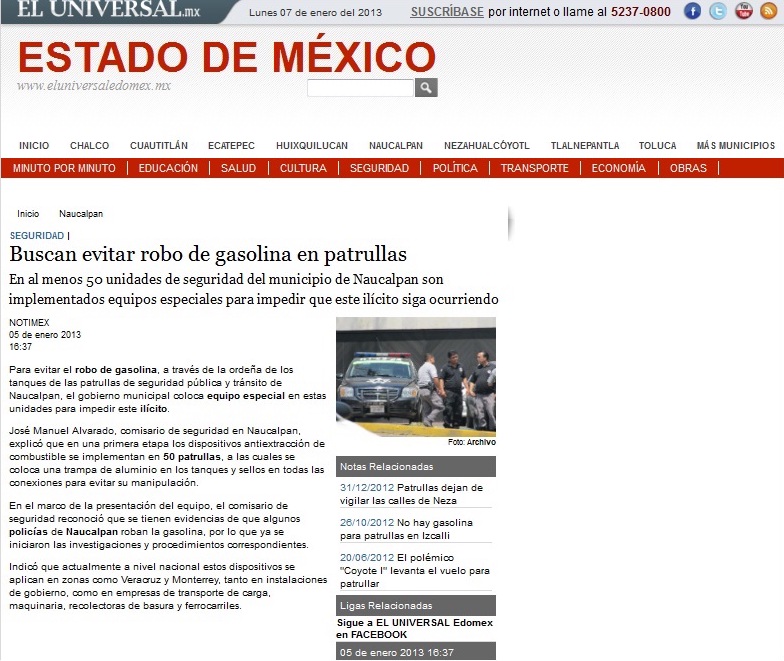 EL UNIVERSAL.mx
Lunes 07 de enero del 2013 SUSCRÍBASE por internet o llame al 5237-0800
ESTADO DE MÉXICO
www.eluniversaledomex.mx
INICIO CHALCO CUAUTITLÁN ECATEPEC HUIXQUILUCAN NAUCALPAN NEZAHUALCÓYOTL TLALNEPANTLA TOLUCA MÁS MUNICIPIOS
MINUTO POR MINUTO EDUCACIÓN SALUD CULTURA SEGURIDAD POLÍTICA TRANSPORTE ECONOMÍA OBRAS
Inicio Naucalpan
SEGURIDAD |
Buscan evitar robo de gasolina en patrullas
En al menos 50 unidades de seguridad del municipio de Naucalpan son
implementados equipos especiales para impedir que este ilícito siga ocurriendo
NOTIMEX
05 de enero 2013
16:37
Para evitar el robo de gasolina, a través de la ordeña de los
tanques de las patrullas de seguridad pública y tránsito de
Naucalpan, el gobierno municipal coloca equipo especial en estas
unidades para impedir este ilícito.
José Manuel Alvarado, comisario de seguridad en Naucalpan,
explicó que en una primera etapa los dispositivos antiextracción de
combustible se implementan en 50 patrullas, a las cuales se
coloca una trampa de aluminio en los tanques y sellos en todas las
conexiones para evitar su manipulación.
En el marco de la presentación del equipo, el comisario de
seguridad reconoció que se tienen evidencias de que algunos
policías de Naucalpan roban la gasolina, por lo que ya se
iniciaron las investigaciones y procedimientos correspondientes.
Indicó que actualmente a nivel nacional estos dispositivos se
aplican en zonas como Veracruz y Monterrey, tanto en instalaciones
de gobierno, como en empresas de transporte de carga,
maquinaria, recolectoras de basura y ferrocarriles.
Foto: Archivo
Notas Relacionadas
31/12/2012 Patrullas dejan de
vigilar las calles de Neza
26/10/2012 No hay gasolina
para patrullas en Izcalli
20/06/2012 El polémico
"Coyote I" levanta el vuelo para
patrullar
Ligas Relacionadas
Sigue a EL UNIVERSAL Edomex
en FACEBOOK
05 de enero 2013 16:37